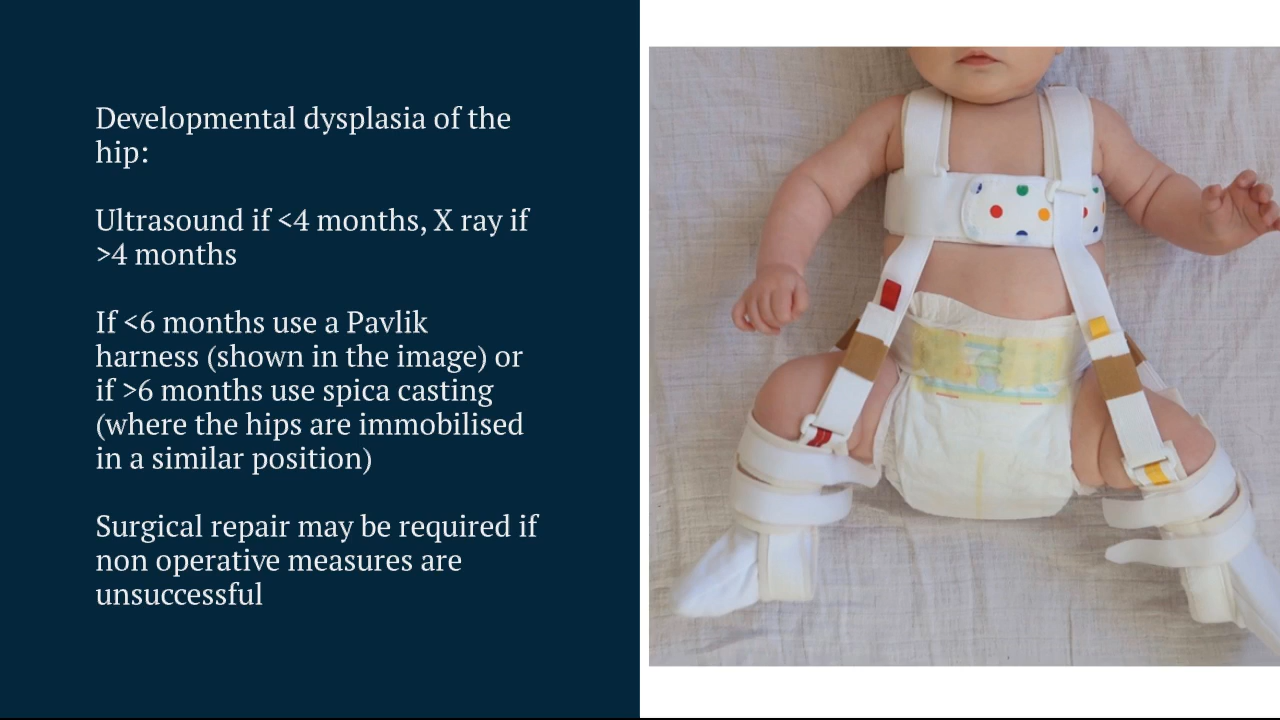 Developmental dysplasia of the
hip:
Ultrasound if <4 months, X ray if
>4 months
If <6 months use a Pavlik
harness (shown in the image) or
if >6 months use spica casting
(where the hips are immobilised
in a similar position)
Surgical repair may be required if
non operative measures are
unsuccessful